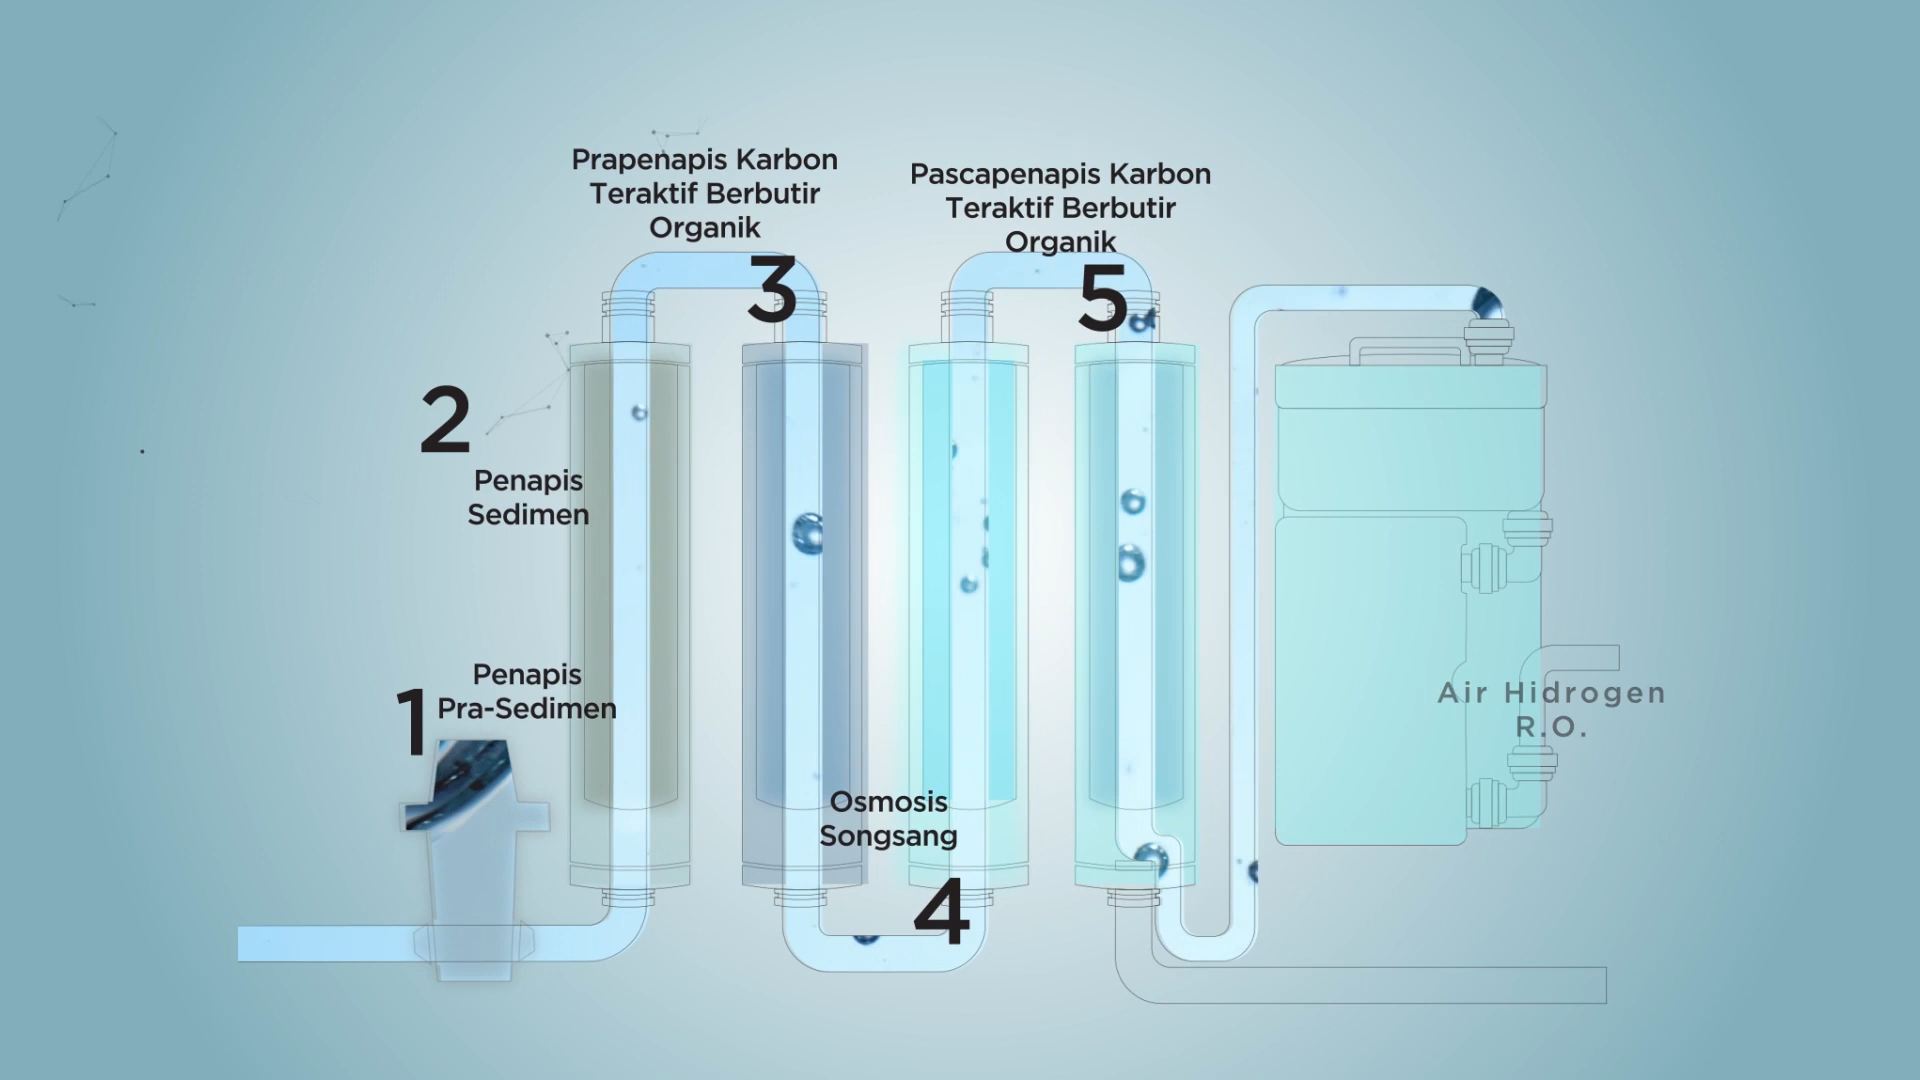 1
Penapis
Pra-Sedimen
2
Penapis
Sedimen
Prapenapis Karbon
Teraktif Berbutir
Organik
3
Osmosis
Songsang
4
Pascapenapis Karbon
Teraktif Berbutir
Organik
5
Air Hidrogen
R.O.